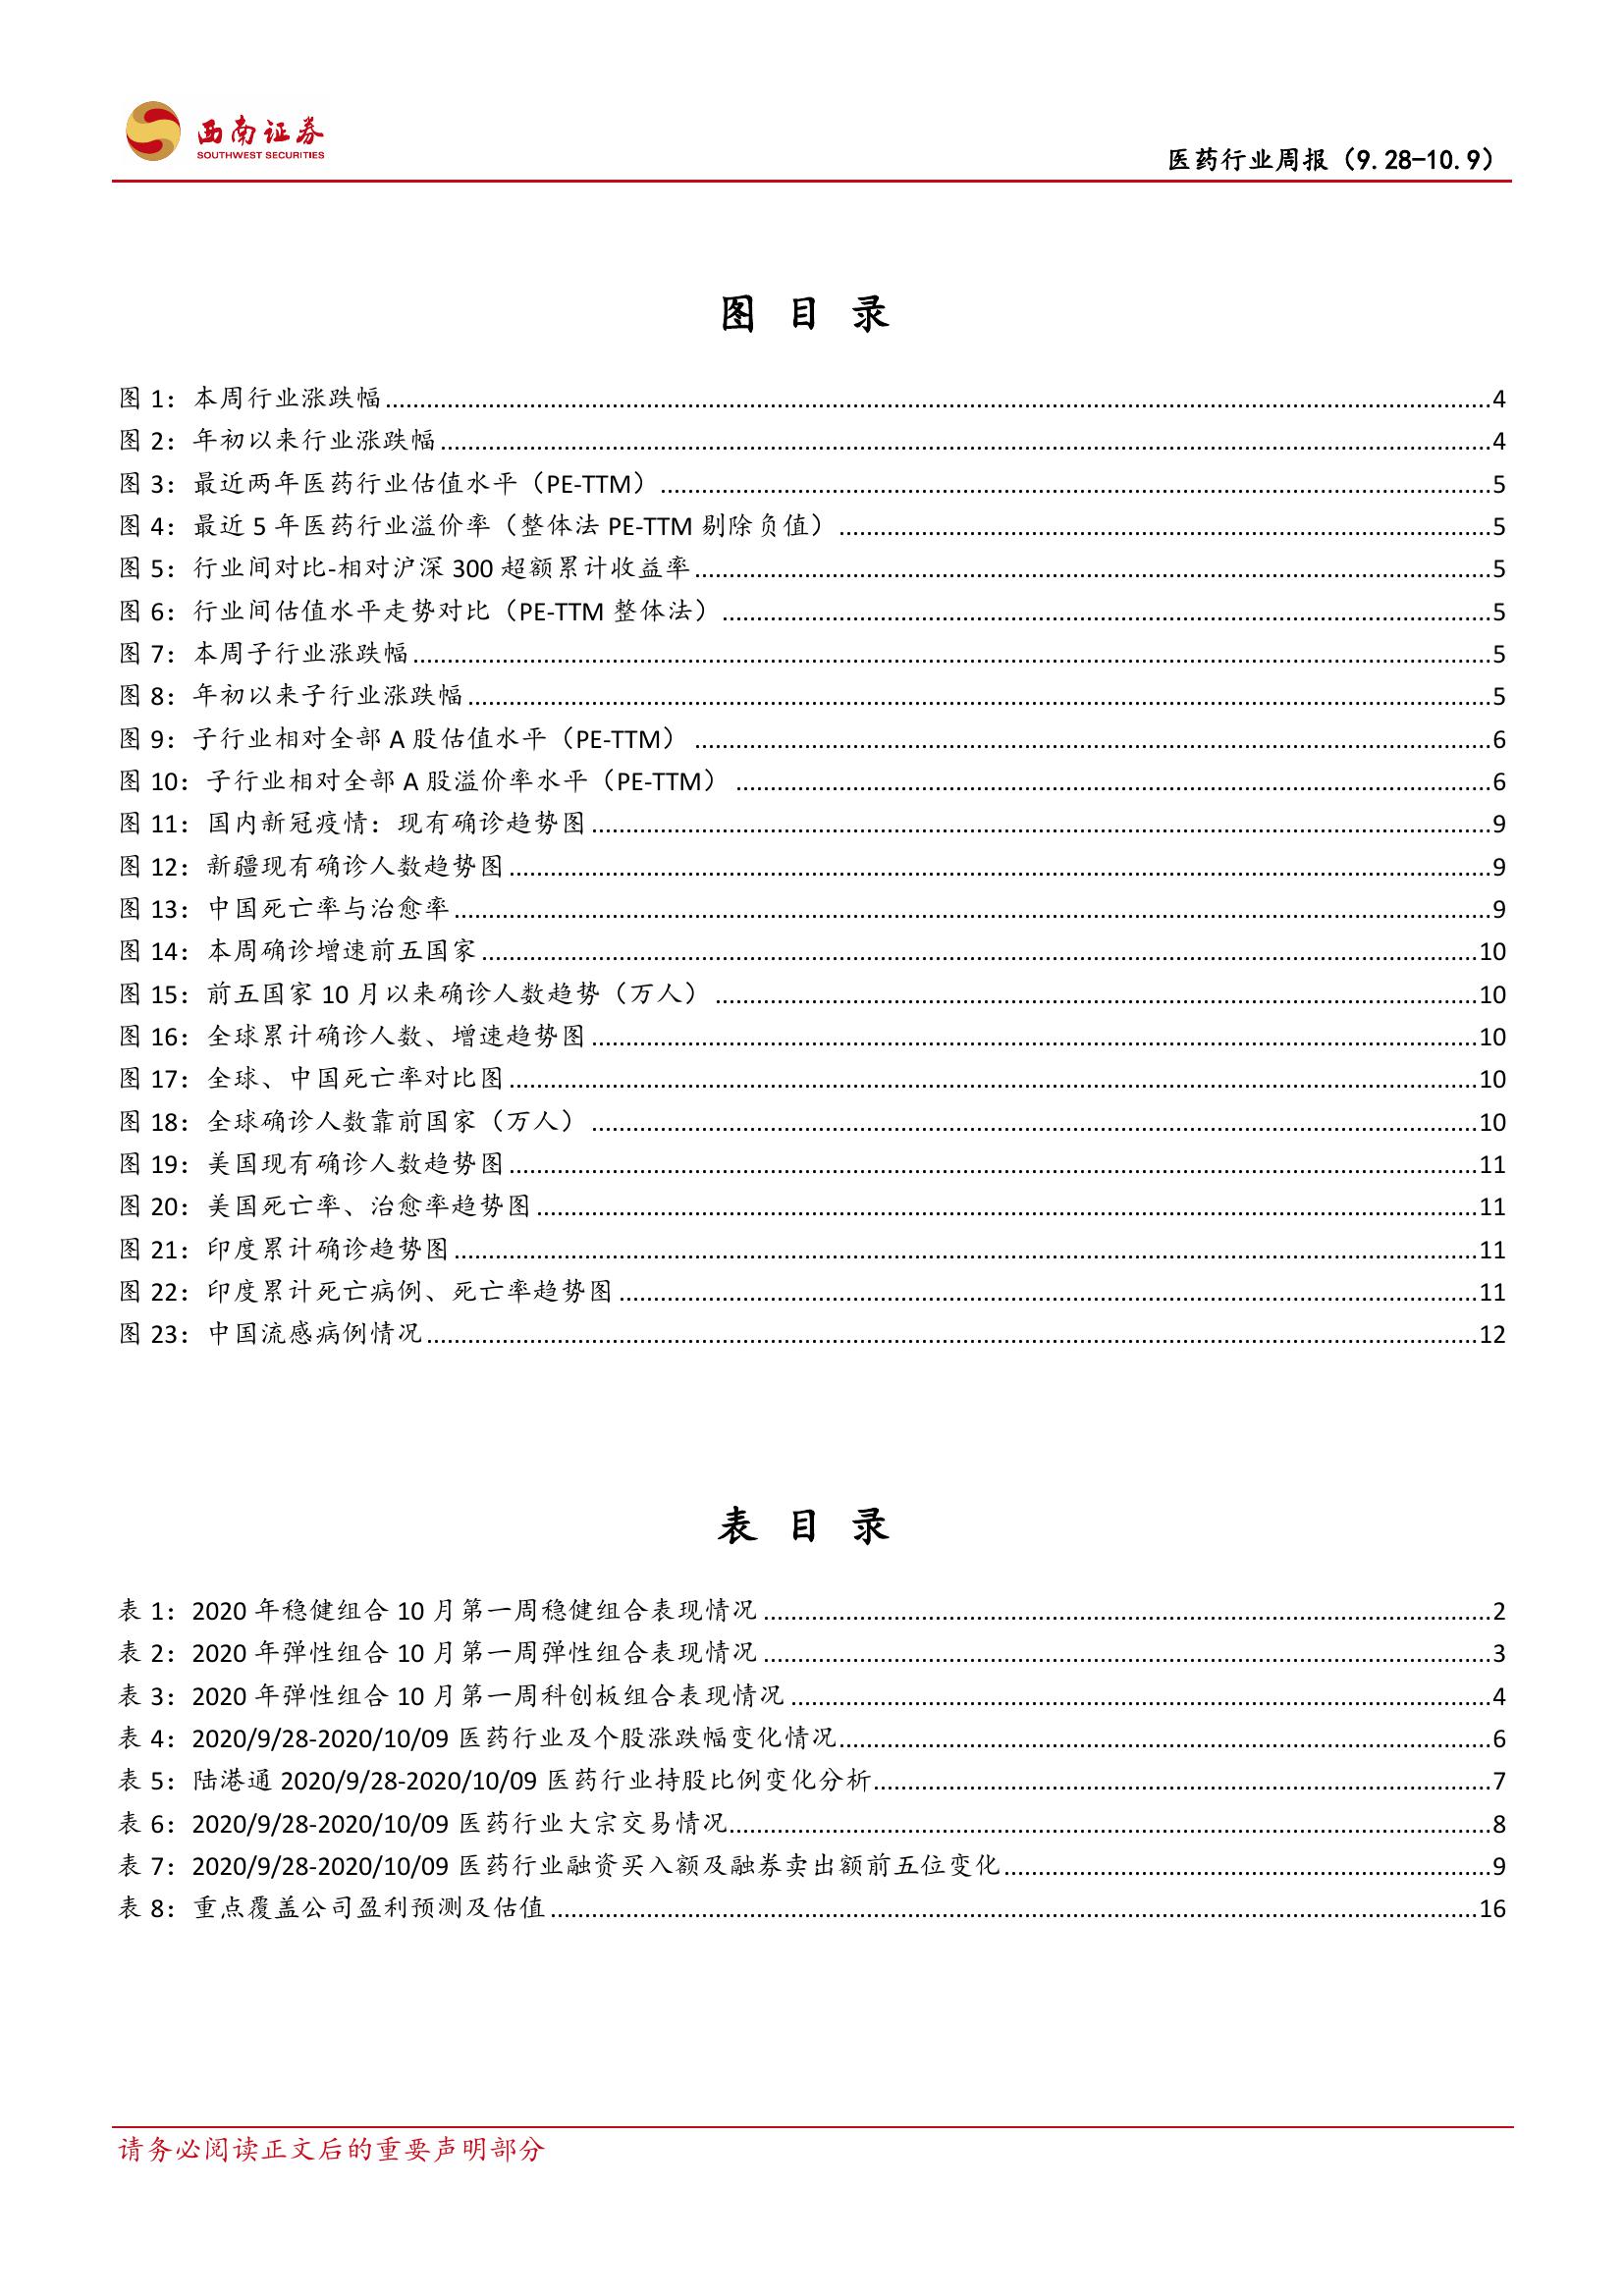 西南证券
SOUTHWEST SECURITIES
医药行业周报（9.28-10.9）
图 目 录
图 1：本周行业涨跌幅........................4
图 2：年初以来行业涨跌幅........................4
图 3：最近两年医药行业估值水平（PE-TTM）........................5
图 4：最近 5 年医药行业溢价率（整体法 PE-TTM 剔除负值）........................5
图 5：行业间对比-相对沪深 300 超额累计收益率........................5
图 6：行业间估值水平走势对比（PE-TTM 整体法）........................5
图 7：本周子行业涨跌幅........................5
图 8：年初以来子行业涨跌幅........................5
图 9：子行业相对全部 A 股估值水平（PE-TTM）........................6
图 10：子行业相对全部 A 股溢价率水平（PE-TTM）........................6
图 11：国内新冠疫情：现有确诊趋势图........................9
图 12：新疆现有确诊人数趋势图........................9
图 13：中国死亡率与治愈率........................9
图 14：本周确诊增速前五国家........................10
图 15：前五国家 10 月以来确诊人数趋势（万人）........................10
图 16：全球累计确诊人数、增速趋势图........................10
图 17：全球、中国死亡率对比图........................10
图 18：全球确诊人数靠前国家（万人）........................10
图 19：美国现有确诊人数趋势图........................11
图 20：美国死亡率、治愈率趋势图........................11
图 21：印度累计确诊趋势图........................11
图 22：印度累计死亡病例、死亡率趋势图........................11
图 23：中国流感病例情况........................12
表 目 录
表 1：2020 年稳健组合 10 月第一周稳健组合表现情况........................2
表 2：2020 年弹性组合 10 月第一周弹性组合表现情况........................3
表 3：2020 年弹性组合 10 月第一周科创板组合表现情况........................4
表 4：2020/9/28-2020/10/09 医药行业及个股涨跌幅变化情况........................6
表 5：陆港通 2020/9/28-2020/10/09 医药行业持股比例变化分析........................7
表 6：2020/9/28-2020/10/09 医药行业大宗交易情况........................8
表 7：2020/9/28-2020/10/09 医药行业融资买入额及融券卖出额前五位变化........................9
表 8：重点覆盖公司盈利预测及估值........................16
请务必阅读正文后的重要声明部分